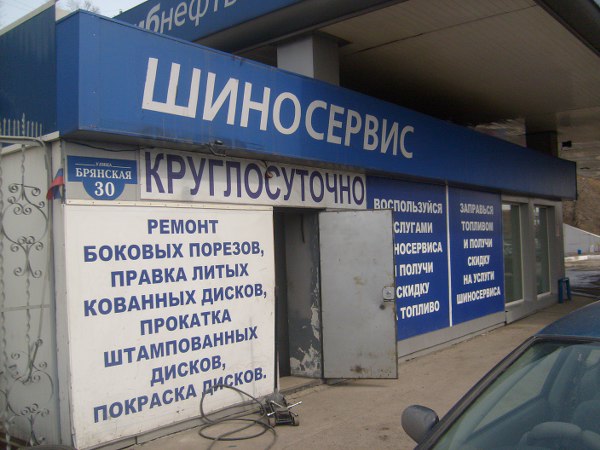 бнефть
ШИНОСЕРВИС
БРЯНСКАЯ
30
КРУГЛОСУТОЧНО
РЕМОНТ
БОКОВЫХ ПОРЕЗОВ,
ПРАВКА ЛИТЫХ
КОВАННЫХ ДИСКОВ,
ПРОКАТКА
ШТАМПОВАННЫХ
ДИСКОВ,
ПОКРАСКА ДИСКОВ.
ВОСПОЛЬЗУЙСЯ
УСЛУГАМИ
ШИНОСЕРВИСА
И ПОЛУЧИ
СКИДКУ
НА ТОПЛИВО
ЗАПРАВЬСЯ
ТОПЛИВОМ
И ПОЛУЧИ
СКИДКУ
НА УСЛУГИ
ШИНОСЕРВИСА